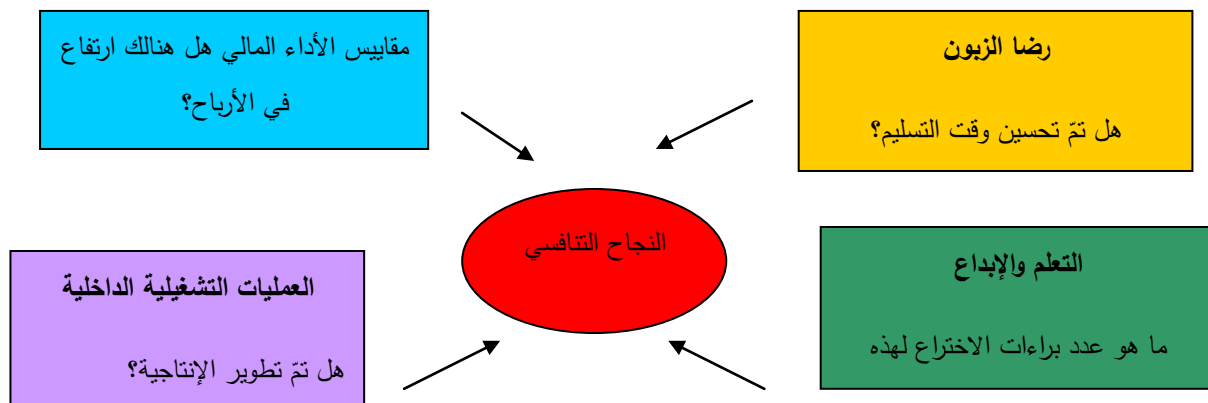 رضا الزبون
هل تمّ تحسين وقت التسليم؟
مقاييس الأداء المالي هل هنالك ارتفاع
في الأرباح؟
النجاح التنافسي
التعلم والإبداع
ما هو عدد براءات الاختراع لهذه
العمليات التشغيلية الداخلية
هل تمّ تطوير الإنتاجية؟